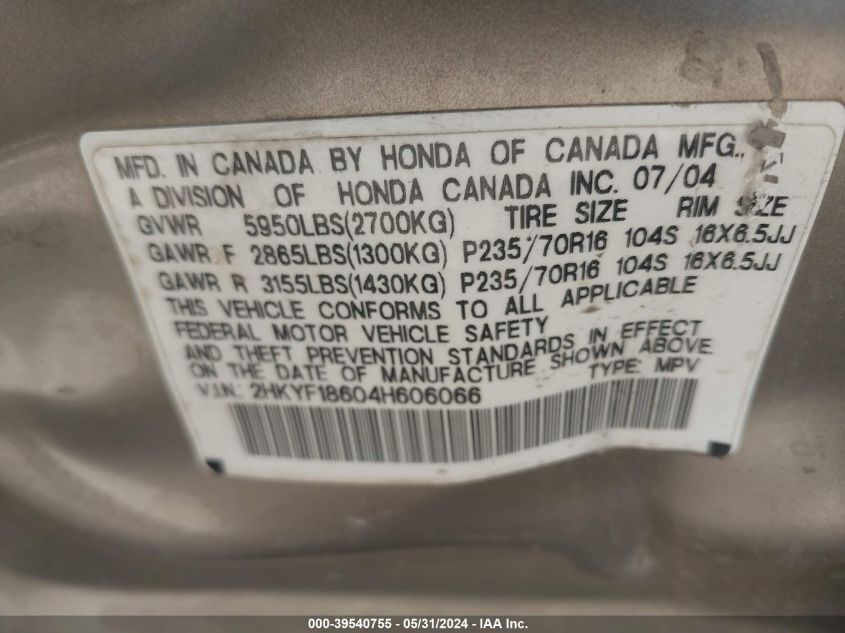 MFD. IN CANADA BY HONDA OF CANADA MFG.,
A DIVISION OF HONDA CANADA INC. 07/04
GVWR 5950LBS(2700KG) TIRE SIZE RIM SIZE
GAWR F 2865LBS(1300KG) P235/70R16 104S 16X6.5JJ
GAWR R 3155LBS(1430KG) P235/70R16 104S 16X6.5JJ
THIS VEHICLE CONFORMS TO ALL APPLICABLE
FEDERAL MOTOR VEHICLE SAFETY
AND THEFT PREVENTION STANDARDS IN EFFECT
ON THE DATE OF MANUFACTURE SHOWN ABOVE.
V.I.N.: 2HKYF18604H606066 TYPE: MPV
000-39540755 - 05/31/2024 - IAA Inc.